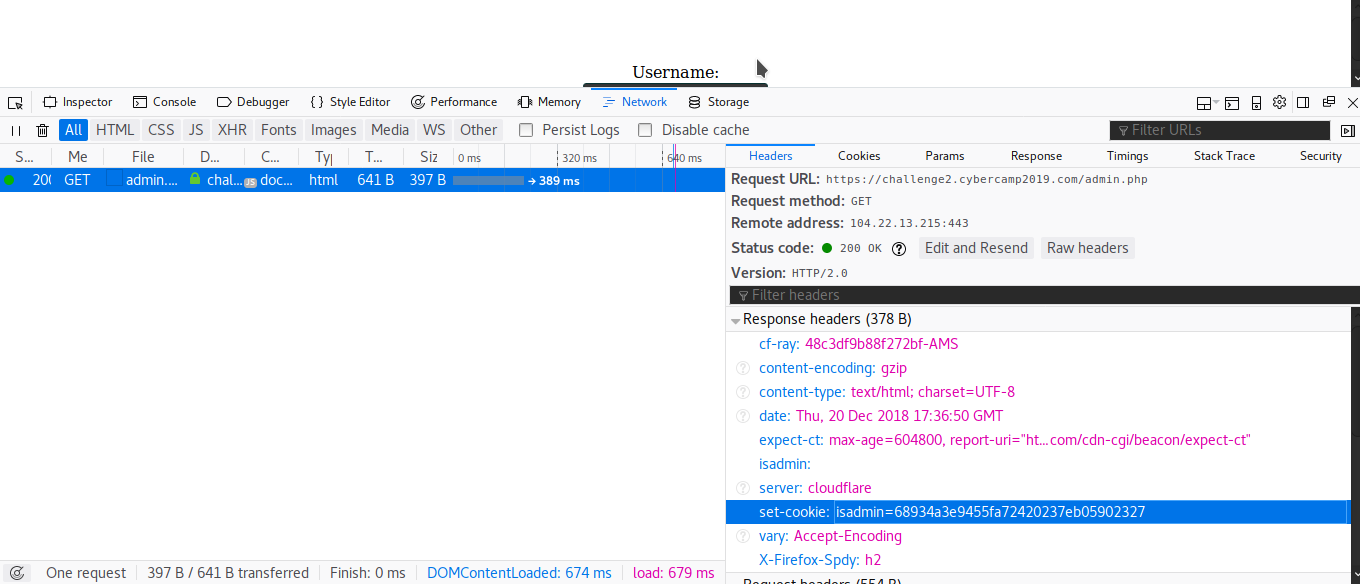 Username:
Inspector Console Debugger Style Editor Performance Memory Network Storage
All HTML CSS JS XHR Fonts Images Media WS Other Persist Logs Disable cache Filter URLs
S... Me File D... C... Ty T... Siz 0 ms 320 ms 640 ms
200 GET admin.... chal... JS doc... html 641 B 397 B → 389 ms
Headers Cookies Params Response Timings Stack Trace Security
Request URL: https://challenge2.cybercamp2019.com/admin.php
Request method: GET
Remote address: 104.22.13.215:443
Status code: 200 OK ? Edit and Resend Raw headers
Version: HTTP/2.0
Filter headers
Response headers (378 B)
cf-ray: 48c3df9b88f272bf-AMS
? content-encoding: gzip
? content-type: text/html; charset=UTF-8
? date: Thu, 20 Dec 2018 17:36:50 GMT
expect-ct: max-age=604800, report-uri="ht...com/cdn-cgi/beacon/expect-ct"
isadmin:
? server: cloudflare
set-cookie: isadmin=68934a3e9455fa72420237eb05902327
? vary: Accept-Encoding
X-Firefox-Spdy: h2
Request headers (554 B)
One request 397 B / 641 B transferred Finish: 0 ms DOMContentLoaded: 674 ms load: 679 ms